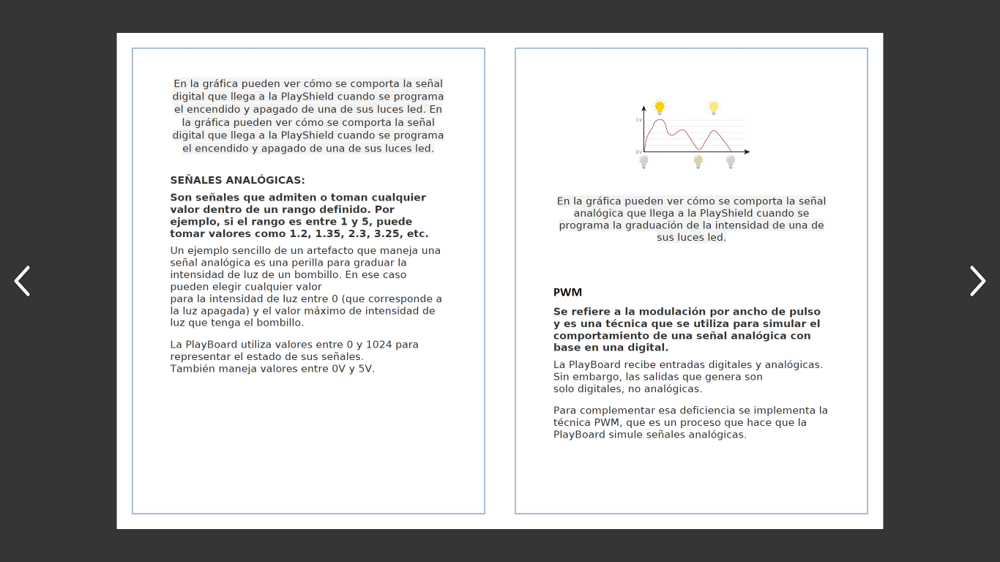 En la gráfica pueden ver cómo se comporta la señal
digital que llega a la PlayShield cuando se programa
el encendido y apagado de una de sus luces led. En
la gráfica pueden ver cómo se comporta la señal
digital que llega a la PlayShield cuando se programa
el encendido y apagado de una de sus luces led.
SEÑALES ANALÓGICAS:
Son señales que admiten o toman cualquier
valor dentro de un rango definido. Por
ejemplo, si el rango es entre 1 y 5, puede
tomar valores como 1.2, 1.35, 2.3, 3.25, etc.
Un ejemplo sencillo de un artefacto que maneja una
señal analógica es una perilla para graduar la
intensidad de luz de un bombillo. En ese caso
pueden elegir cualquier valor
para la intensidad de luz entre 0 (que corresponde a
la luz apagada) y el valor máximo de intensidad de
luz que tenga el bombillo.
La PlayBoard utiliza valores entre 0 y 1024 para
representar el estado de sus señales.
También maneja valores entre 0V y 5V.
5 V
0 V
En la gráfica pueden ver cómo se comporta la señal
analógica que llega a la PlayShield cuando se
programa la graduación de la intensidad de una de
sus luces led.
PWM
Se refiere a la modulación por ancho de pulso
y es una técnica que se utiliza para simular el
comportamiento de una señal analógica con
base en una digital.
La PlayBoard recibe entradas digitales y analógicas.
Sin embargo, las salidas que genera son
solo digitales, no analógicas.
Para complementar esa deficiencia se implementa la
técnica PWM, que es un proceso que hace que la
PlayBoard simule señales analógicas.